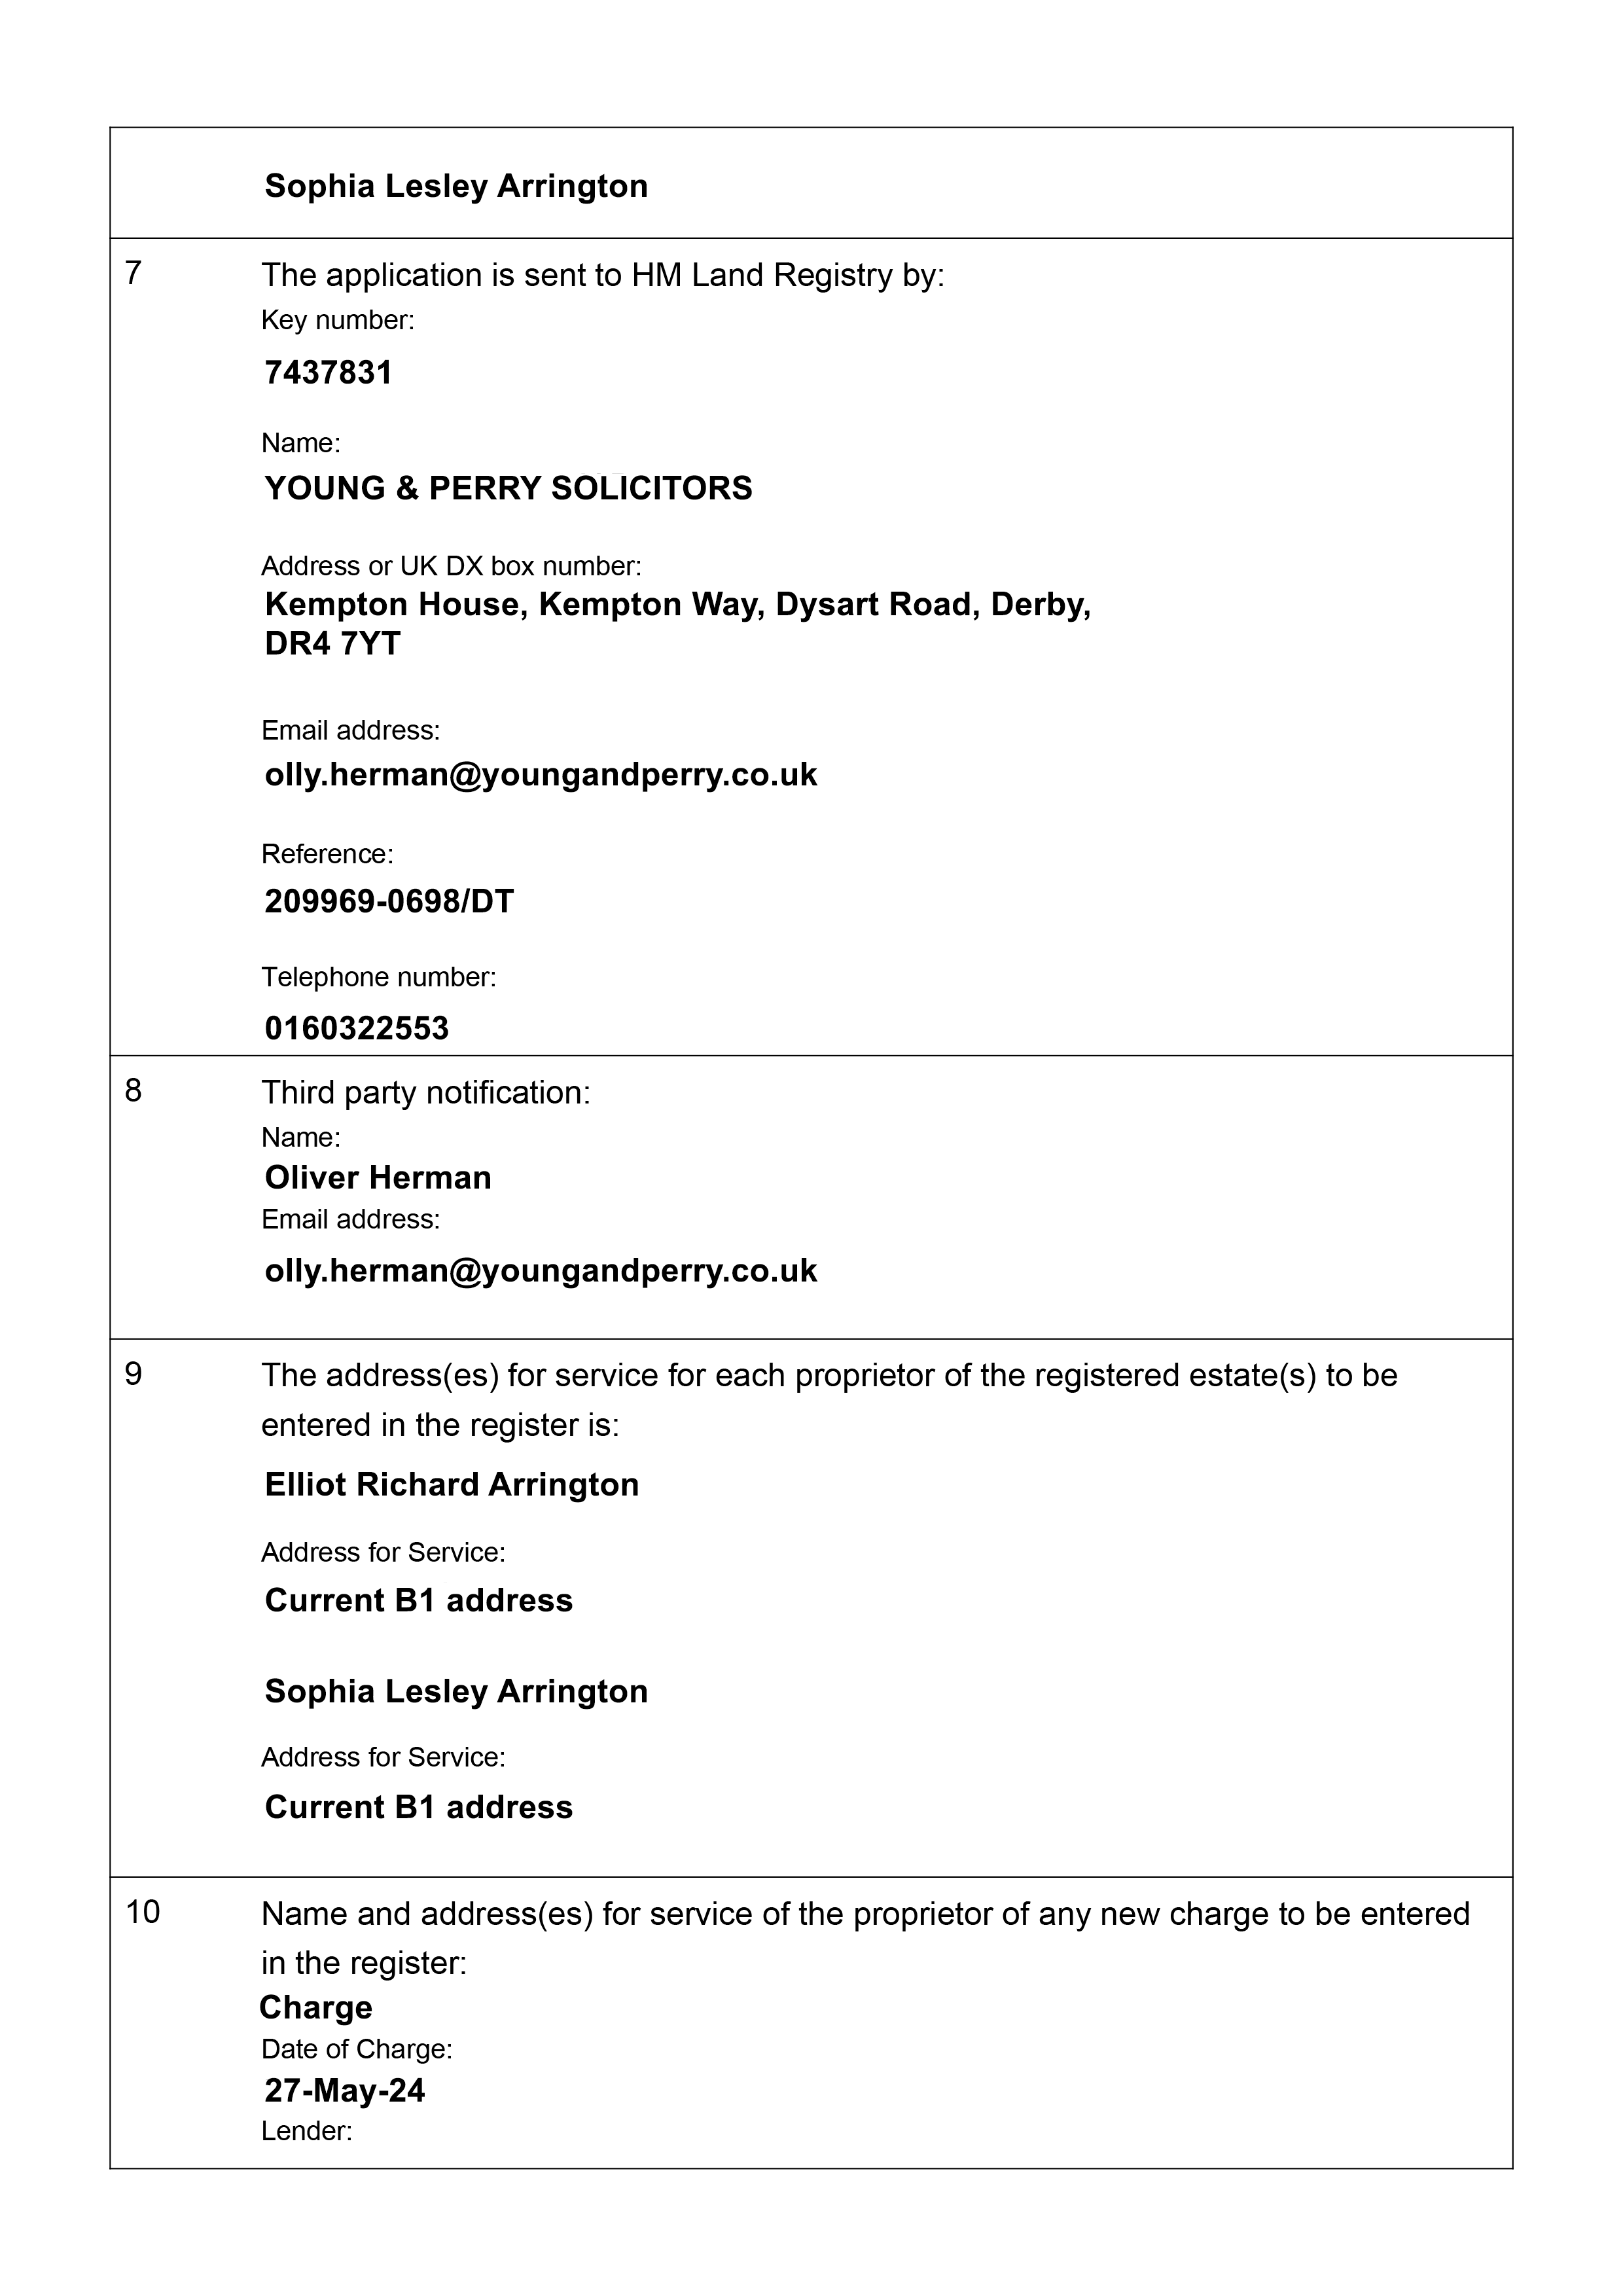 Sophia Lesley Arrington
7
The application is sent to HM Land Registry by:
Key number:
7437831
Name:
YOUNG & PERRY SOLICITORS
Address or UK DX box number:
Kempton House, Kempton Way, Dysart Road, Derby,
DR4 7YT
Email address:
olly.herman@youngandperry.co.uk
Reference:
209969-0698/DT
Telephone number:
0160322553
8
Third party notification:
Name:
Oliver Herman
Email address:
olly.herman@youngandperry.co.uk
9
The address(es) for service for each proprietor of the registered estate(s) to be
entered in the register is:
Elliot Richard Arrington
Address for Service:
Current B1 address
Sophia Lesley Arrington
Address for Service:
Current B1 address
10
Name and address(es) for service of the proprietor of any new charge to be entered
in the register:
Charge
Date of Charge:
27-May-24
Lender: